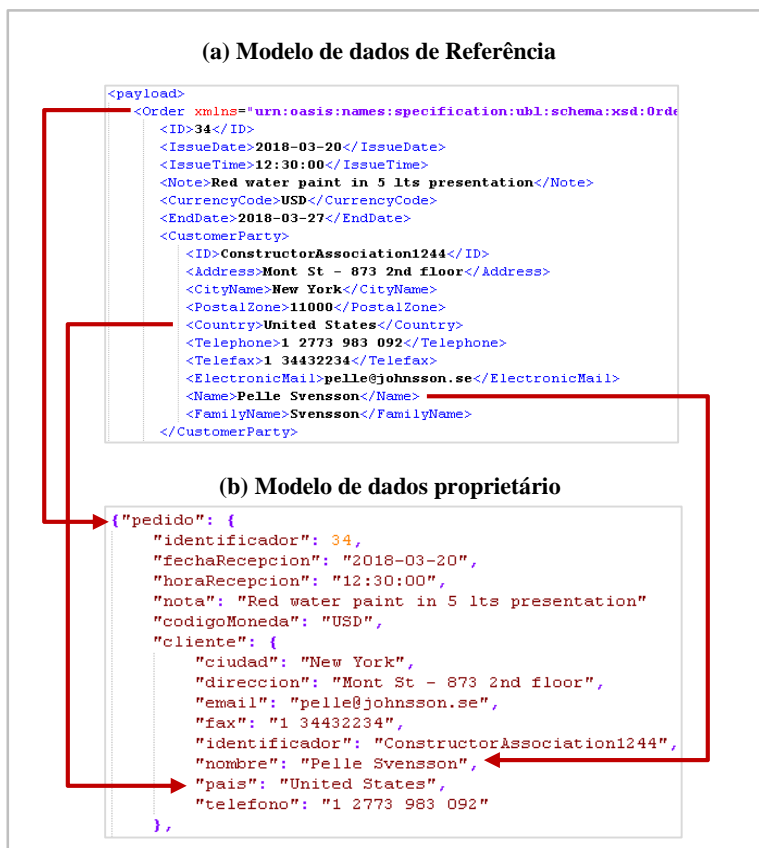 (a) Modelo de dados de Referência
<payload>
<Order xmlns="urn:oasis:names:specification:ubl:schema:xsd:Orde
<ID>34</ID>
<IssueDate>2018-03-20</IssueDate>
<IssueTime>12:30:00</IssueTime>
<Note>Red water paint in 5 lts presentation</Note>
<CurrencyCode>USD</CurrencyCode>
<EndDate>2018-03-27</EndDate>
<CustomerParty>
<ID>ConstructorAssociation1244</ID>
<Address>Mont St - 873 2nd floor</Address>
<CityName>New York</CityName>
<PostalZone>11000</PostalZone>
<Country>United States</Country>
<Telephone>1 2773 983 092</Telephone>
<Telefax>1 34432234</Telefax>
<ElectronicMail>pelle@johnsson.se</ElectronicMail>
<Name>Pelle Svensson</Name>
<FamilyName>Svensson</FamilyName>
</CustomerParty>
(b) Modelo de dados proprietário
{"pedido": {
"identificador": 34,
"fechaRecepcion": "2018-03-20",
"horaRecepcion": "12:30:00",
"nota": "Red water paint in 5 lts presentation"
"codigoMoneda": "USD",
"cliente": {
"ciudad": "New York",
"direccion": "Mont St - 873 2nd floor",
"email": "pelle@johnsson.se",
"fax": "1 34432234",
"identificador": "ConstructorAssociation1244",
"nombre": "Pelle Svensson",
"pais": "United States",
"telefono": "1 2773 983 092"
},